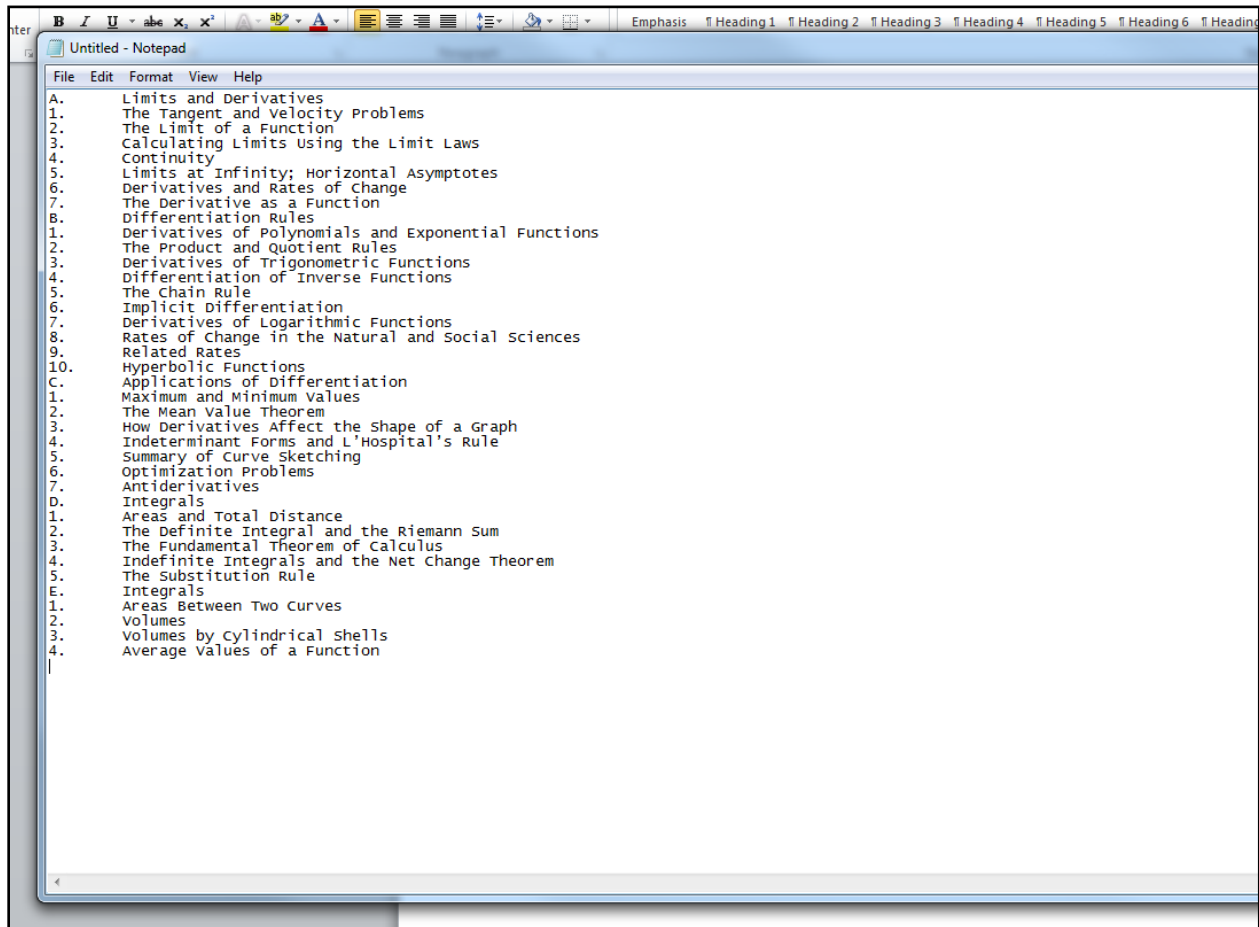 nter B I U abc x₂ x² A ab A Emphasis ¶ Heading 1 ¶ Heading 2 ¶ Heading 3 ¶ Heading 4 ¶ Heading 5 ¶ Heading 6 ¶ Heading
Untitled - Notepad
File Edit Format View Help
A. Limits and Derivatives
1. The Tangent and Velocity Problems
2. The Limit of a Function
3. Calculating Limits Using the Limit Laws
4. Continuity
5. Limits at Infinity; Horizontal Asymptotes
6. Derivatives and Rates of Change
7. The Derivative as a Function
B. Differentiation Rules
1. Derivatives of Polynomials and Exponential Functions
2. The Product and Quotient Rules
3. Derivatives of Trigonometric Functions
4. Differentiation of Inverse Functions
5. The Chain Rule
6. Implicit Differentiation
7. Derivatives of Logarithmic Functions
8. Rates of Change in the Natural and Social Sciences
9. Related Rates
10. Hyperbolic Functions
C. Applications of Differentiation
1. Maximum and Minimum Values
2. The Mean Value Theorem
3. How Derivatives Affect the Shape of a Graph
4. Indeterminant Forms and L’Hospital’s Rule
5. Summary of Curve Sketching
6. Optimization Problems
7. Antiderivatives
D. Integrals
1. Areas and Total Distance
2. The Definite Integral and the Riemann Sum
3. The Fundamental Theorem of Calculus
4. Indefinite Integrals and the Net Change Theorem
5. The Substitution Rule
E. Integrals
1. Areas Between Two Curves
2. Volumes
3. Volumes by Cylindrical Shells
4. Average Values of a Function